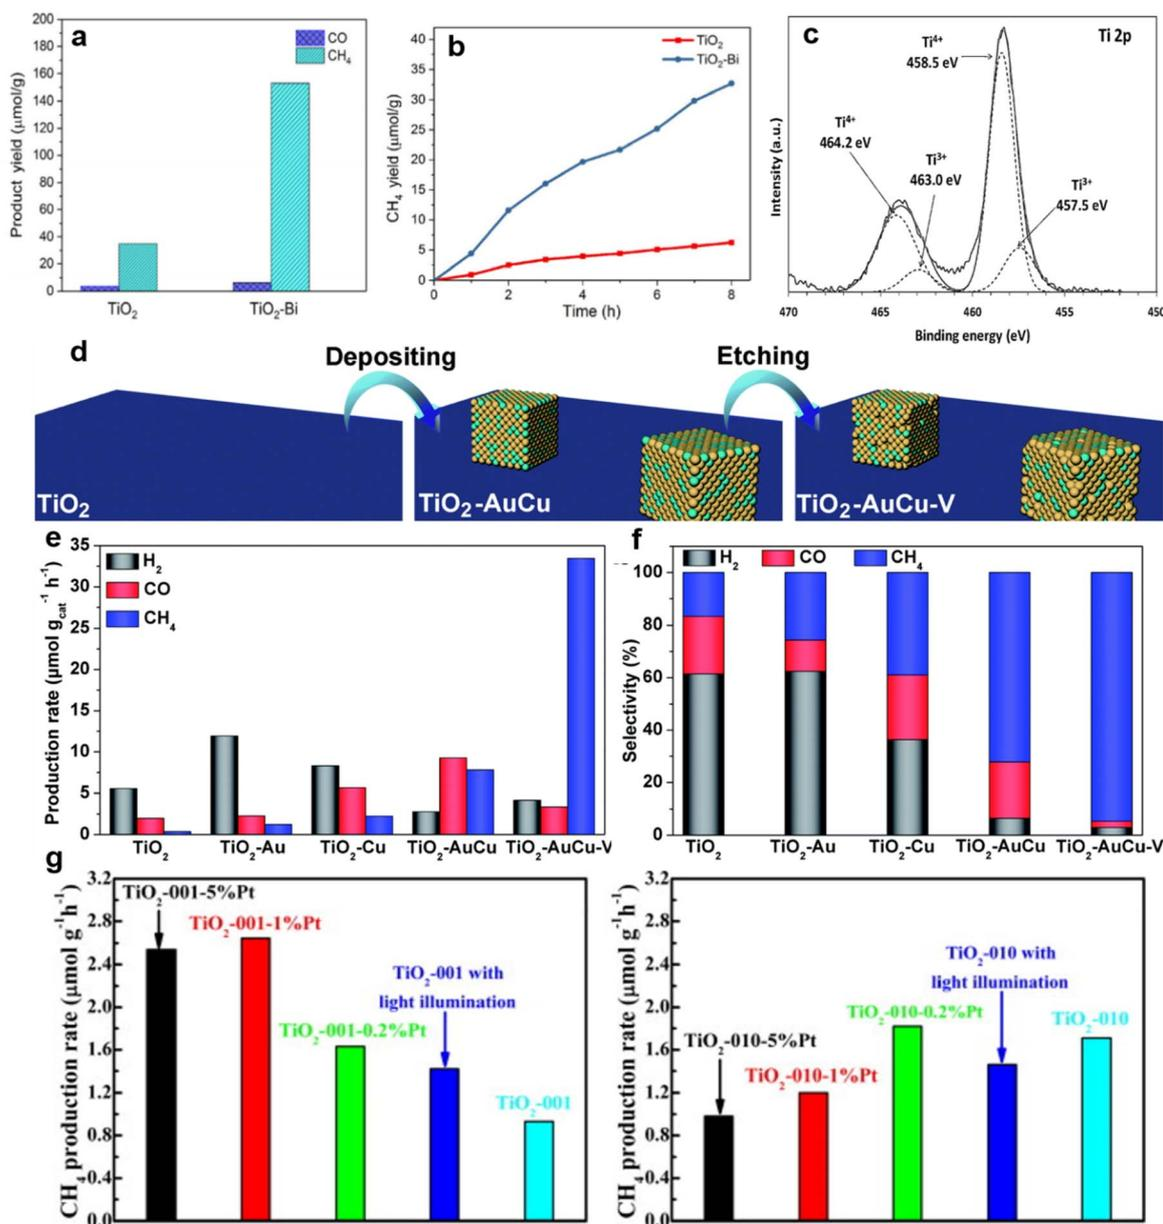 a
200
180
160
140
120
100
80
60
40
20
0
Product yield (μmol/g)
CO
CH₄
TiO₂
TiO₂-Bi
b
40
35
30
25
20
15
10
5
0
CH₄ yield (μmol/g)
TiO₂
TiO₂-Bi
0 2 4 6 8
Time (h)
c
Ti 2p
Ti⁴⁺
458.5 eV
Ti⁴⁺
464.2 eV
Ti³⁺
463.0 eV
Ti³⁺
457.5 eV
Intensity (a.u.)
470 465 460 455 450
Binding energy (eV)
d
Depositing
Etching
TiO₂
TiO₂-AuCu
TiO₂-AuCu-V
e
35
30
25
20
15
10
5
0
Production rate (μmol g_cat⁻¹ h⁻¹)
H₂
CO
CH₄
TiO₂ TiO₂-Au TiO₂-Cu TiO₂-AuCu TiO₂-AuCu-V
f
H₂ CO CH₄
100
80
60
40
20
0
Selectivity (%)
TiO₂ TiO₂-Au TiO₂-Cu TiO₂-AuCu TiO₂-AuCu-V
g
3.2
2.8
2.4
2.0
1.6
1.2
0.8
0.4
0.0
CH₄ production rate (μmol g⁻¹h⁻¹)
TiO₂-001-5%Pt
TiO₂-001-1%Pt
TiO₂-001-0.2%Pt
TiO₂-001 with
light illumination
TiO₂-001
3.2
2.8
2.4
2.0
1.6
1.2
0.8
0.4
0.0
CH₄ production rate (μmol g⁻¹h⁻¹)
TiO₂-010-5%Pt
TiO₂-010-1%Pt
TiO₂-010-0.2%Pt
TiO₂-010 with
light illumination
TiO₂-010